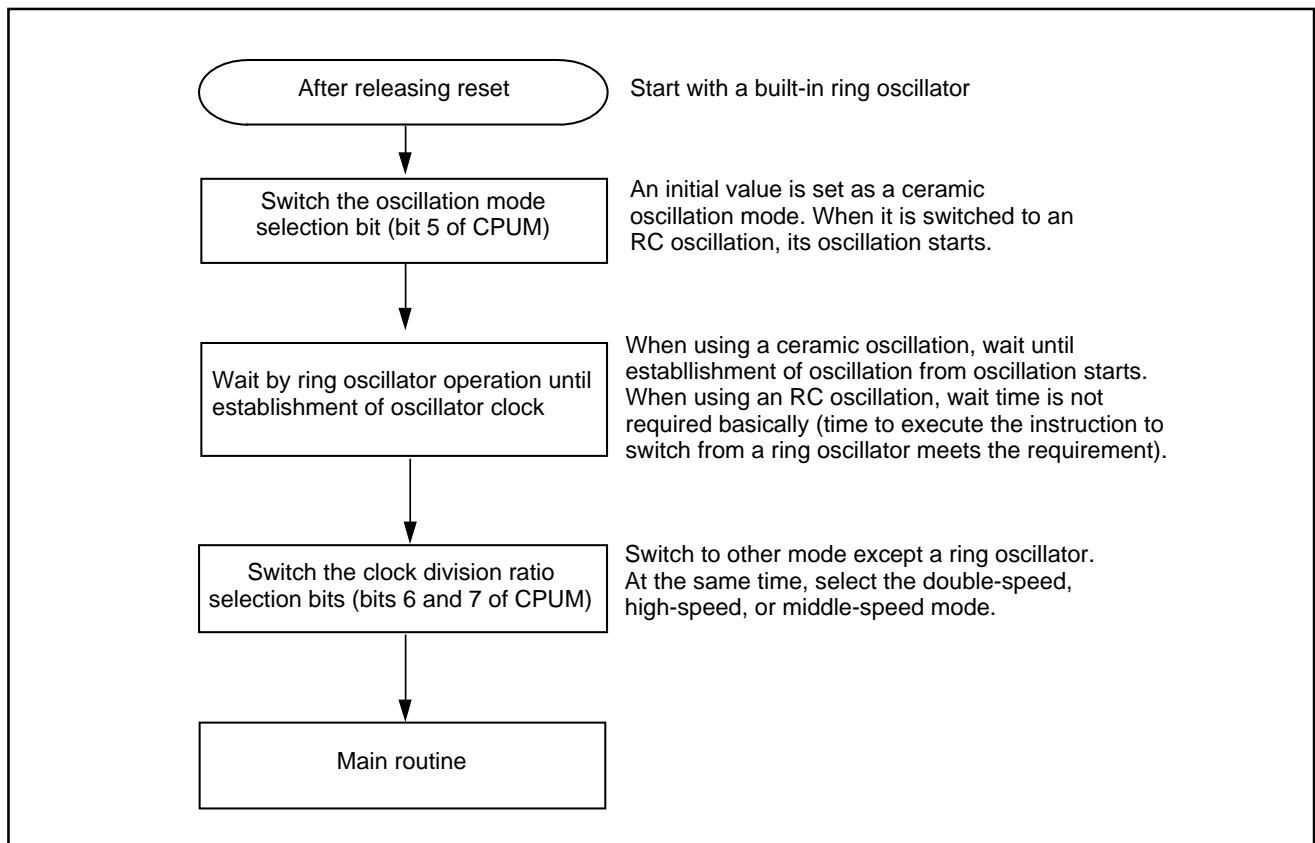 After releasing reset
Start with a built-in ring oscillator
Switch the oscillation mode
selection bit (bit 5 of CPUM)
An initial value is set as a ceramic
oscillation mode. When it is switched to an
RC oscillation, its oscillation starts.
Wait by ring oscillator operation until
establishment of oscillator clock
When using a ceramic oscillation, wait until
establlishment of oscillation from oscillation starts.
When using an RC oscillation, wait time is not
required basically (time to execute the instruction to
switch from a ring oscillator meets the requirement).
Switch the clock division ratio
selection bits (bits 6 and 7 of CPUM)
Switch to other mode except a ring oscillator.
At the same time, select the double-speed,
high-speed, or middle-speed mode.
Main routine